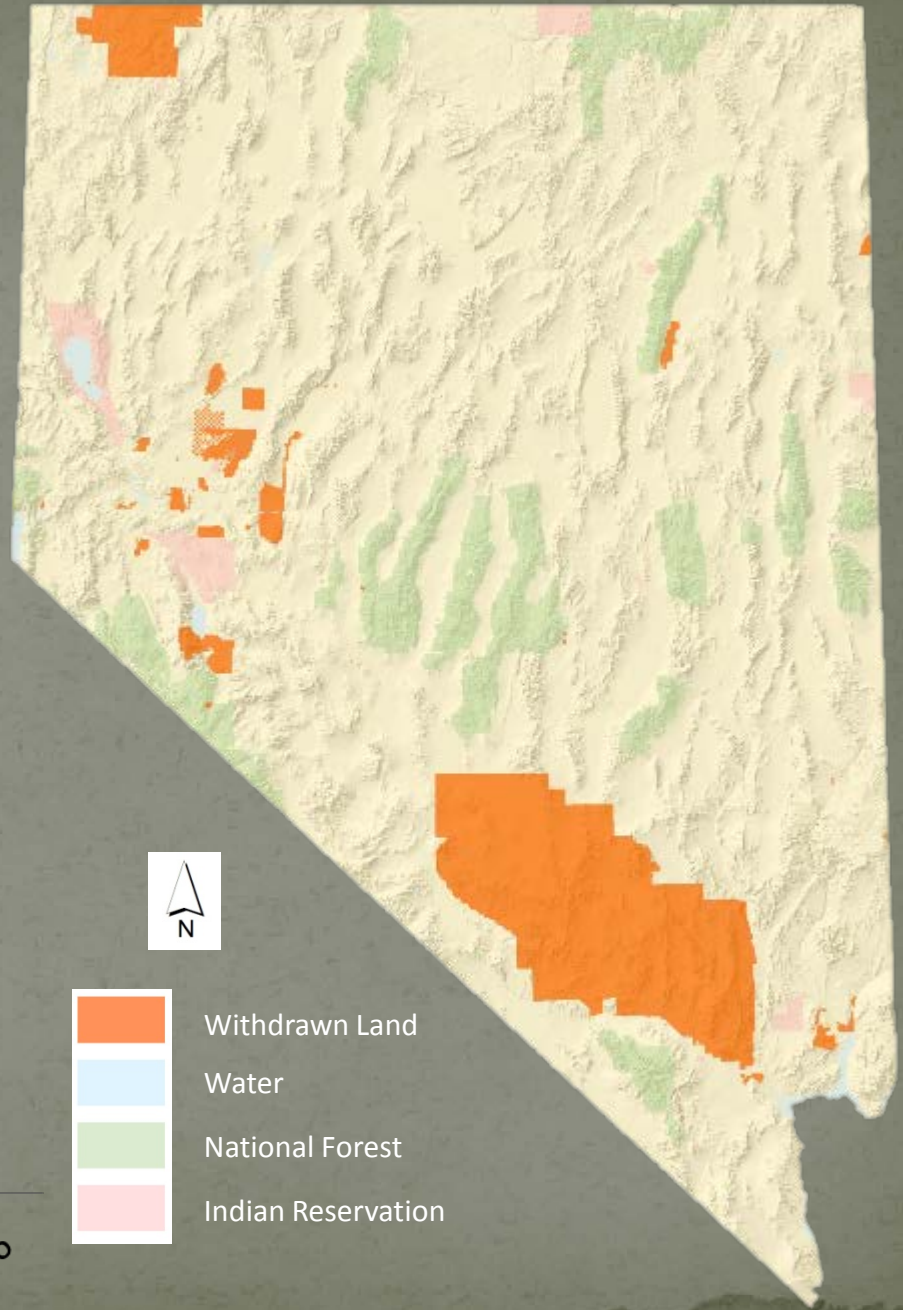 N
Withdrawn Land
Water
National Forest
Indian Reservation